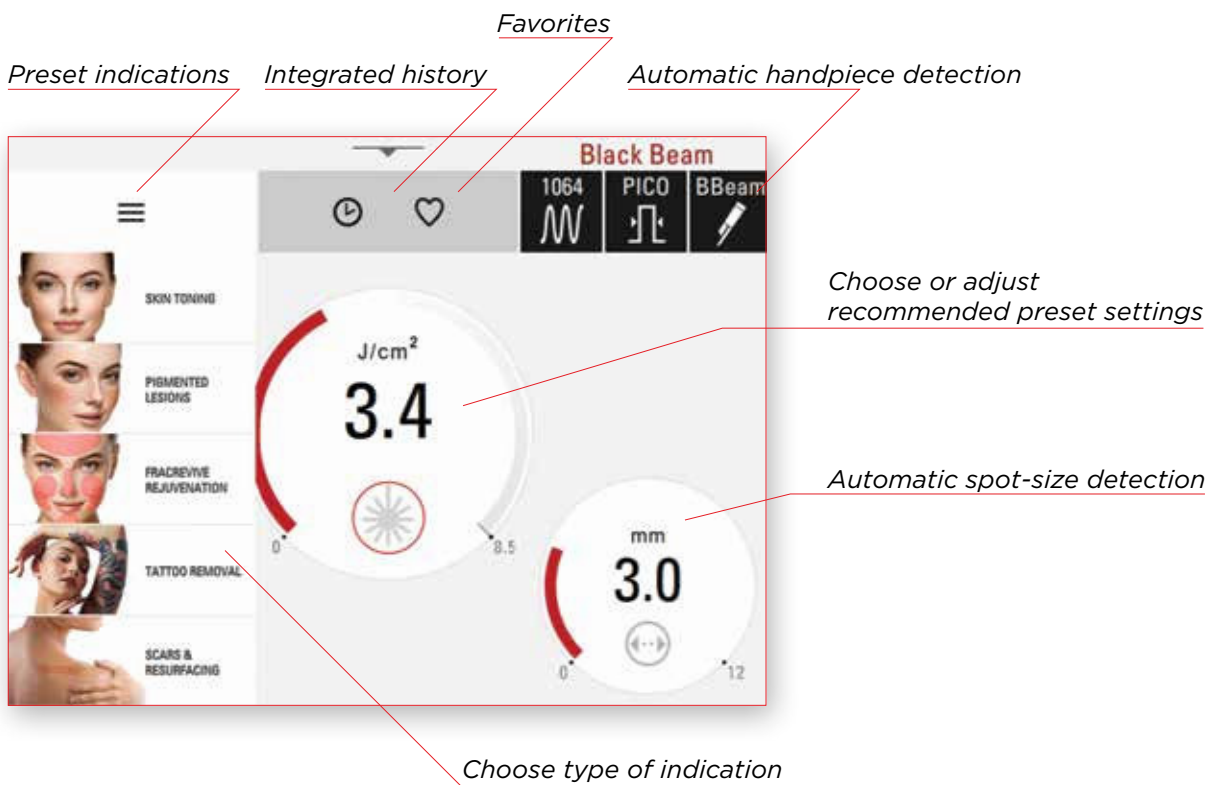 Favorites
Preset indications
Integrated history
Automatic handpiece detection
Black Beam
1064
PICO
BBeam
SKIN TONING
PIGMENTED
LESIONS
FRACREVIVE
REJUVENATION
TATTOO REMOVAL
SCARS &
RESURFACING
J/cm²
3.4
0
8.5
mm
3.0
0
12
Choose or adjust
recommended preset settings
Automatic spot-size detection
Choose type of indication